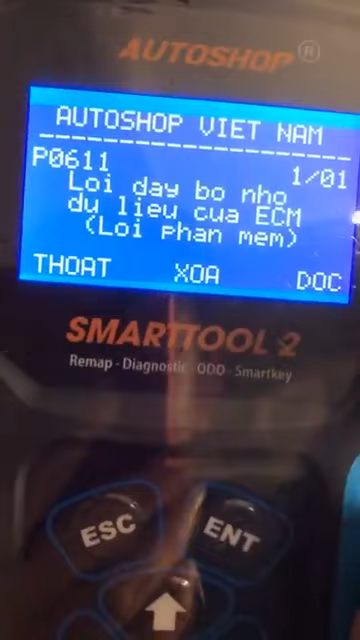 AUTOSHOP ®
AUTOSHOP VIET NAM
--------------------
P0611 1/01
Loi day bo nho
du lieu cua ECM
(Loi phan mem)
THOAT XOA DOC
SMARTTOOL 2
Remap - Diagnostic - ODO - Smartkey
ESC ENT